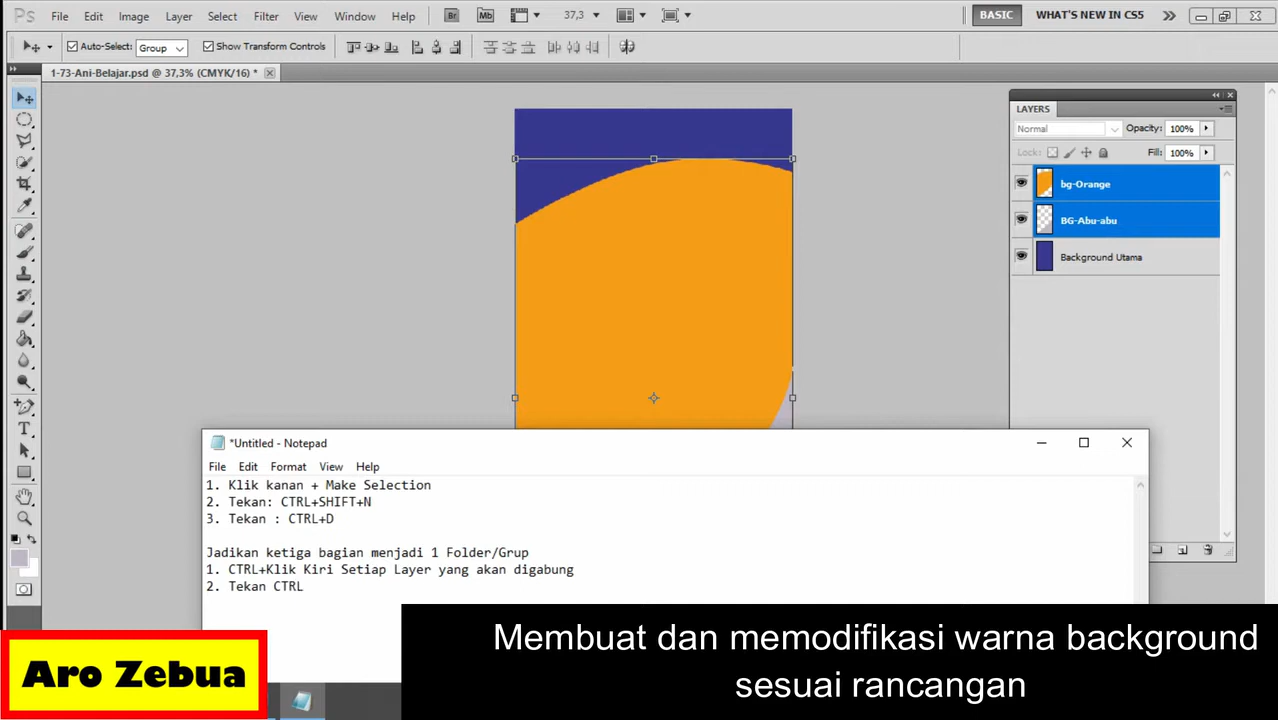 Ps File Edit Image Layer Select Filter Analysis View Window Help Br Mb 37,3 BASIC WHAT'S NEW IN CS5
Auto-Select: Group Show Transform Controls
1-73-Ani-Belajar.psd @ 37,3% (CMYK/16) *
LAYERS
Normal Opacity: 100%
Lock: Fill: 100%
bg-Orange
BG-Abu-abu
Background Utama
*Untitled - Notepad
File Edit Format View Help
1. Klik kanan + Make Selection
2. Tekan: CTRL+SHIFT+N
3. Tekan : CTRL+D
Jadikan ketiga bagian menjadi 1 Folder/Grup
1. CTRL+Klik Kiri Setiap Layer yang akan digabung
2. Tekan CTRL
Membuat dan memodifikasi warna background
sesuai rancangan
Aro Zebua